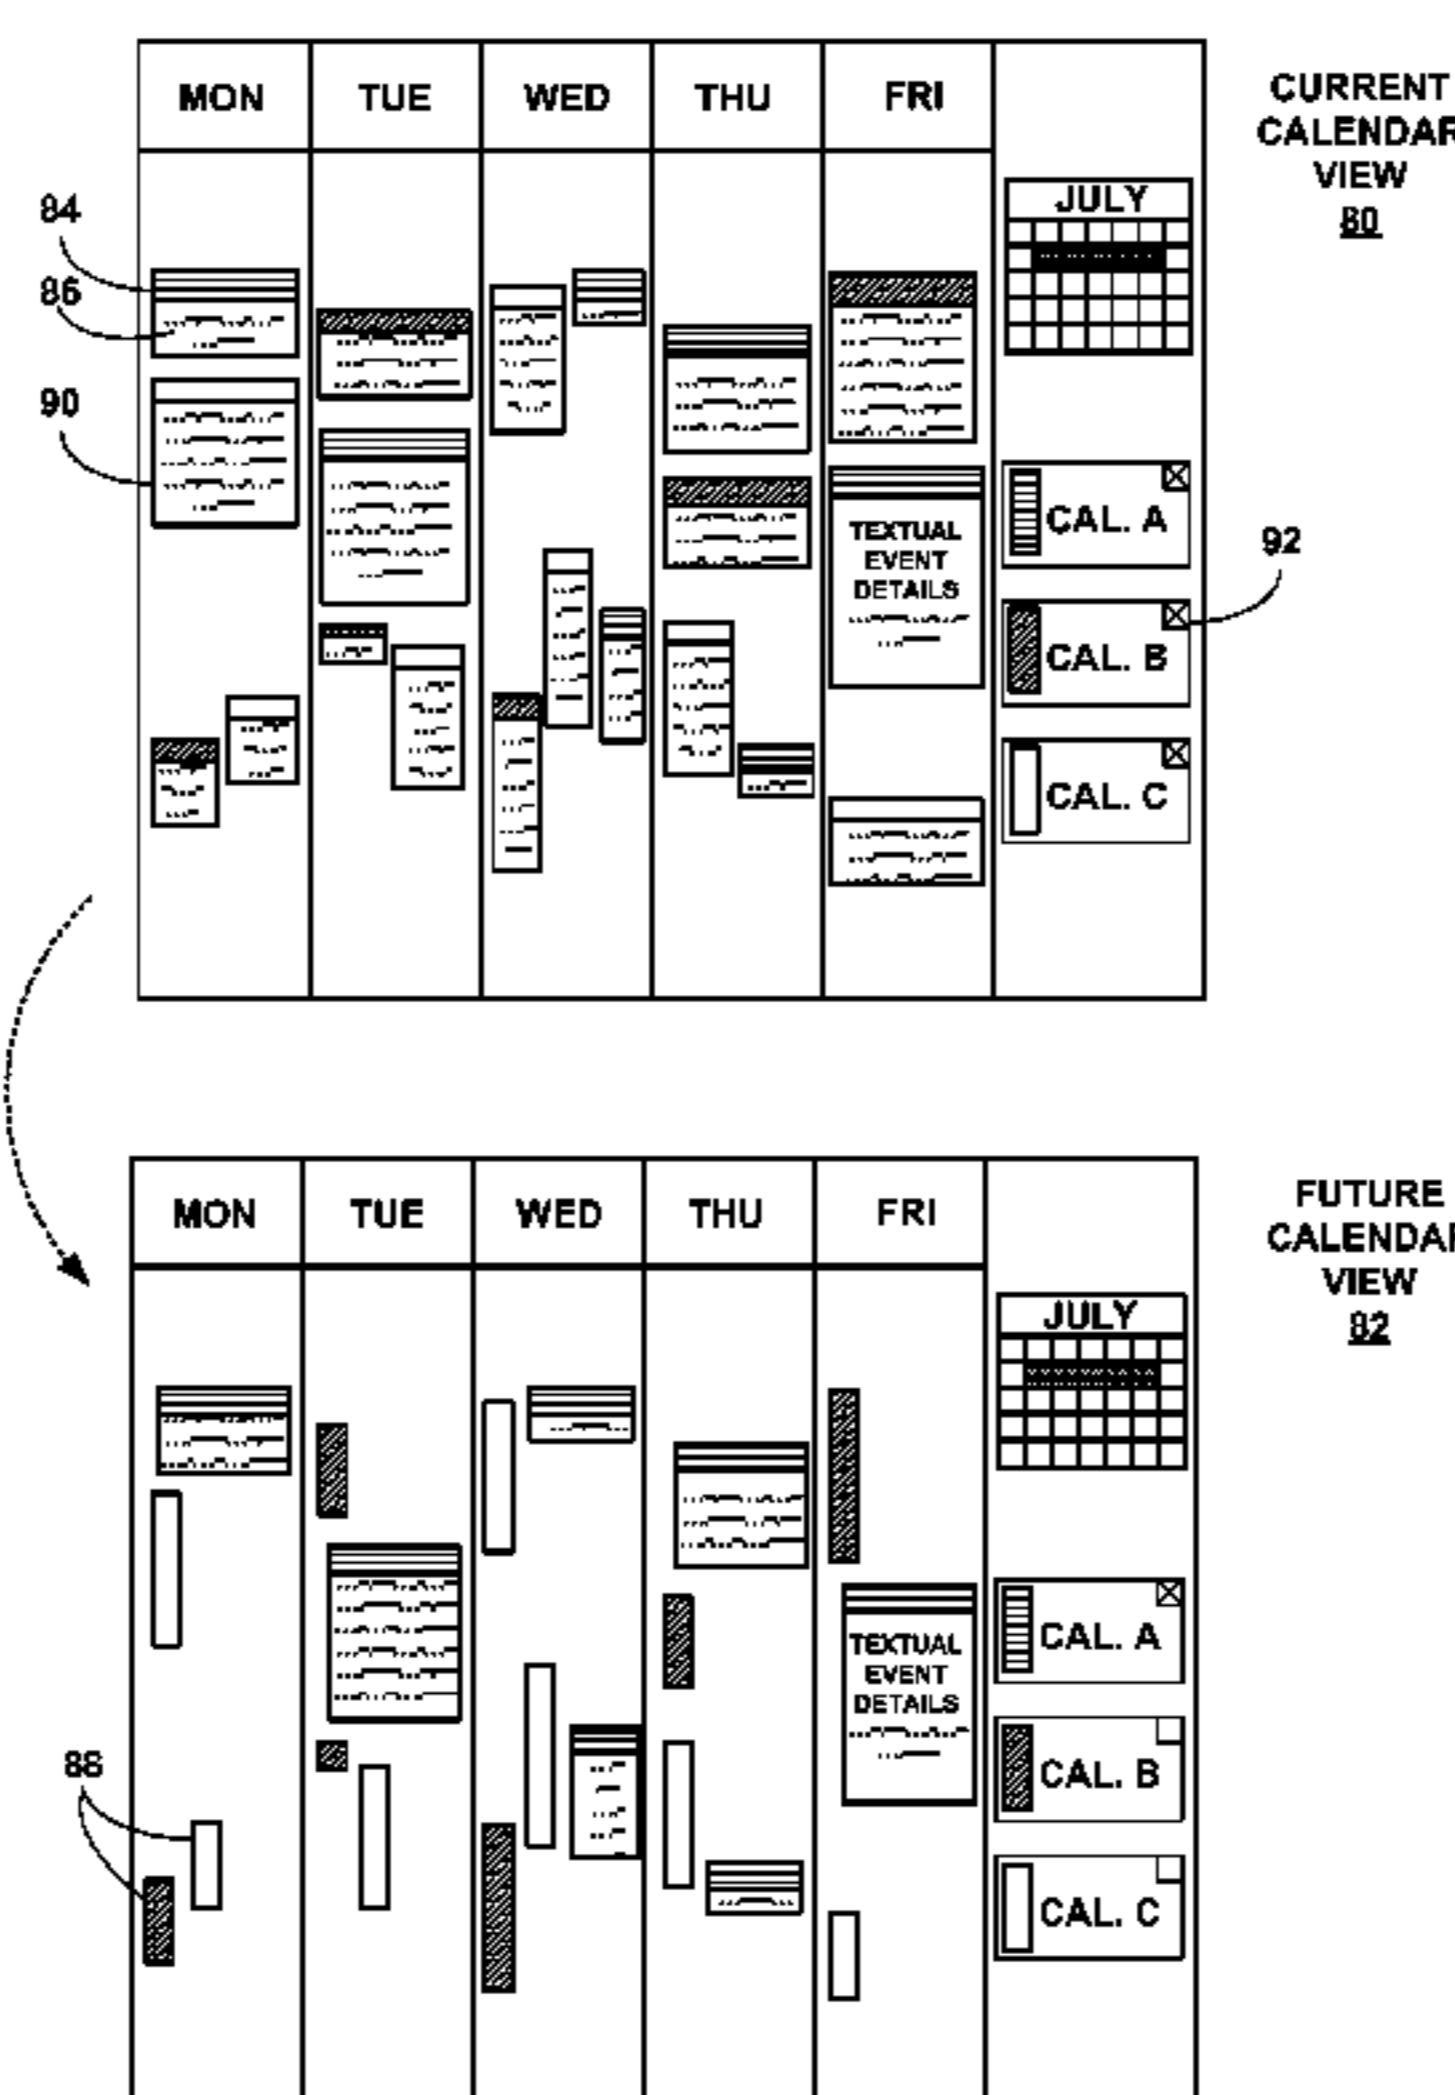 MON TUE WED THU FRI
CURRENT
CALENDAR
VIEW
80
JULY
84
86
90
TEXTUAL
EVENT
DETAILS
CAL. A
92
CAL. B
CAL. C
MON TUE WED THU FRI
FUTURE
CALENDAR
VIEW
82
JULY
TEXTUAL
EVENT
DETAILS
CAL. A
CAL. B
88
CAL. C